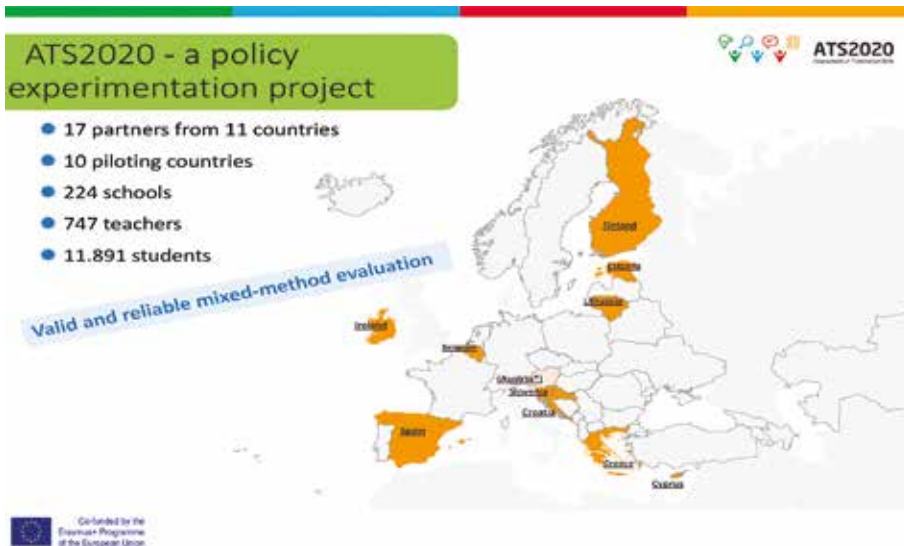 ATS2020 - a policy
experimentation project
ATS2020
17 partners from 11 countries
10 piloting countries
224 schools
747 teachers
11.891 students
Valid and reliable mixed-method evaluation
Finland
Estonia
Lithuania
Ireland
Belgium
(Austria*)
Slovenia
Croatia
Spain
Greece
Cyprus
Co-funded by the
Erasmus+ Programme
of the European Union